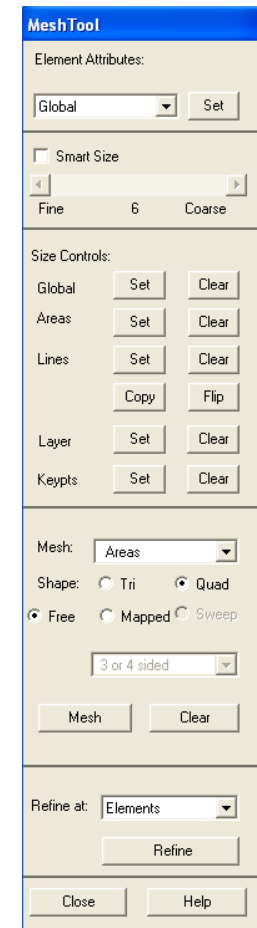 MeshTool
Element Attributes:
Global Set
Smart Size
Fine 6 Coarse
Size Controls:
Global Set Clear
Areas Set Clear
Lines Set Clear
Copy Flip
Layer Set Clear
Keypts Set Clear
Mesh: Areas
Shape: Tri Quad
Free Mapped Sweep
3 or 4 sided
Mesh Clear
Refine at: Elements
Refine
Close Help